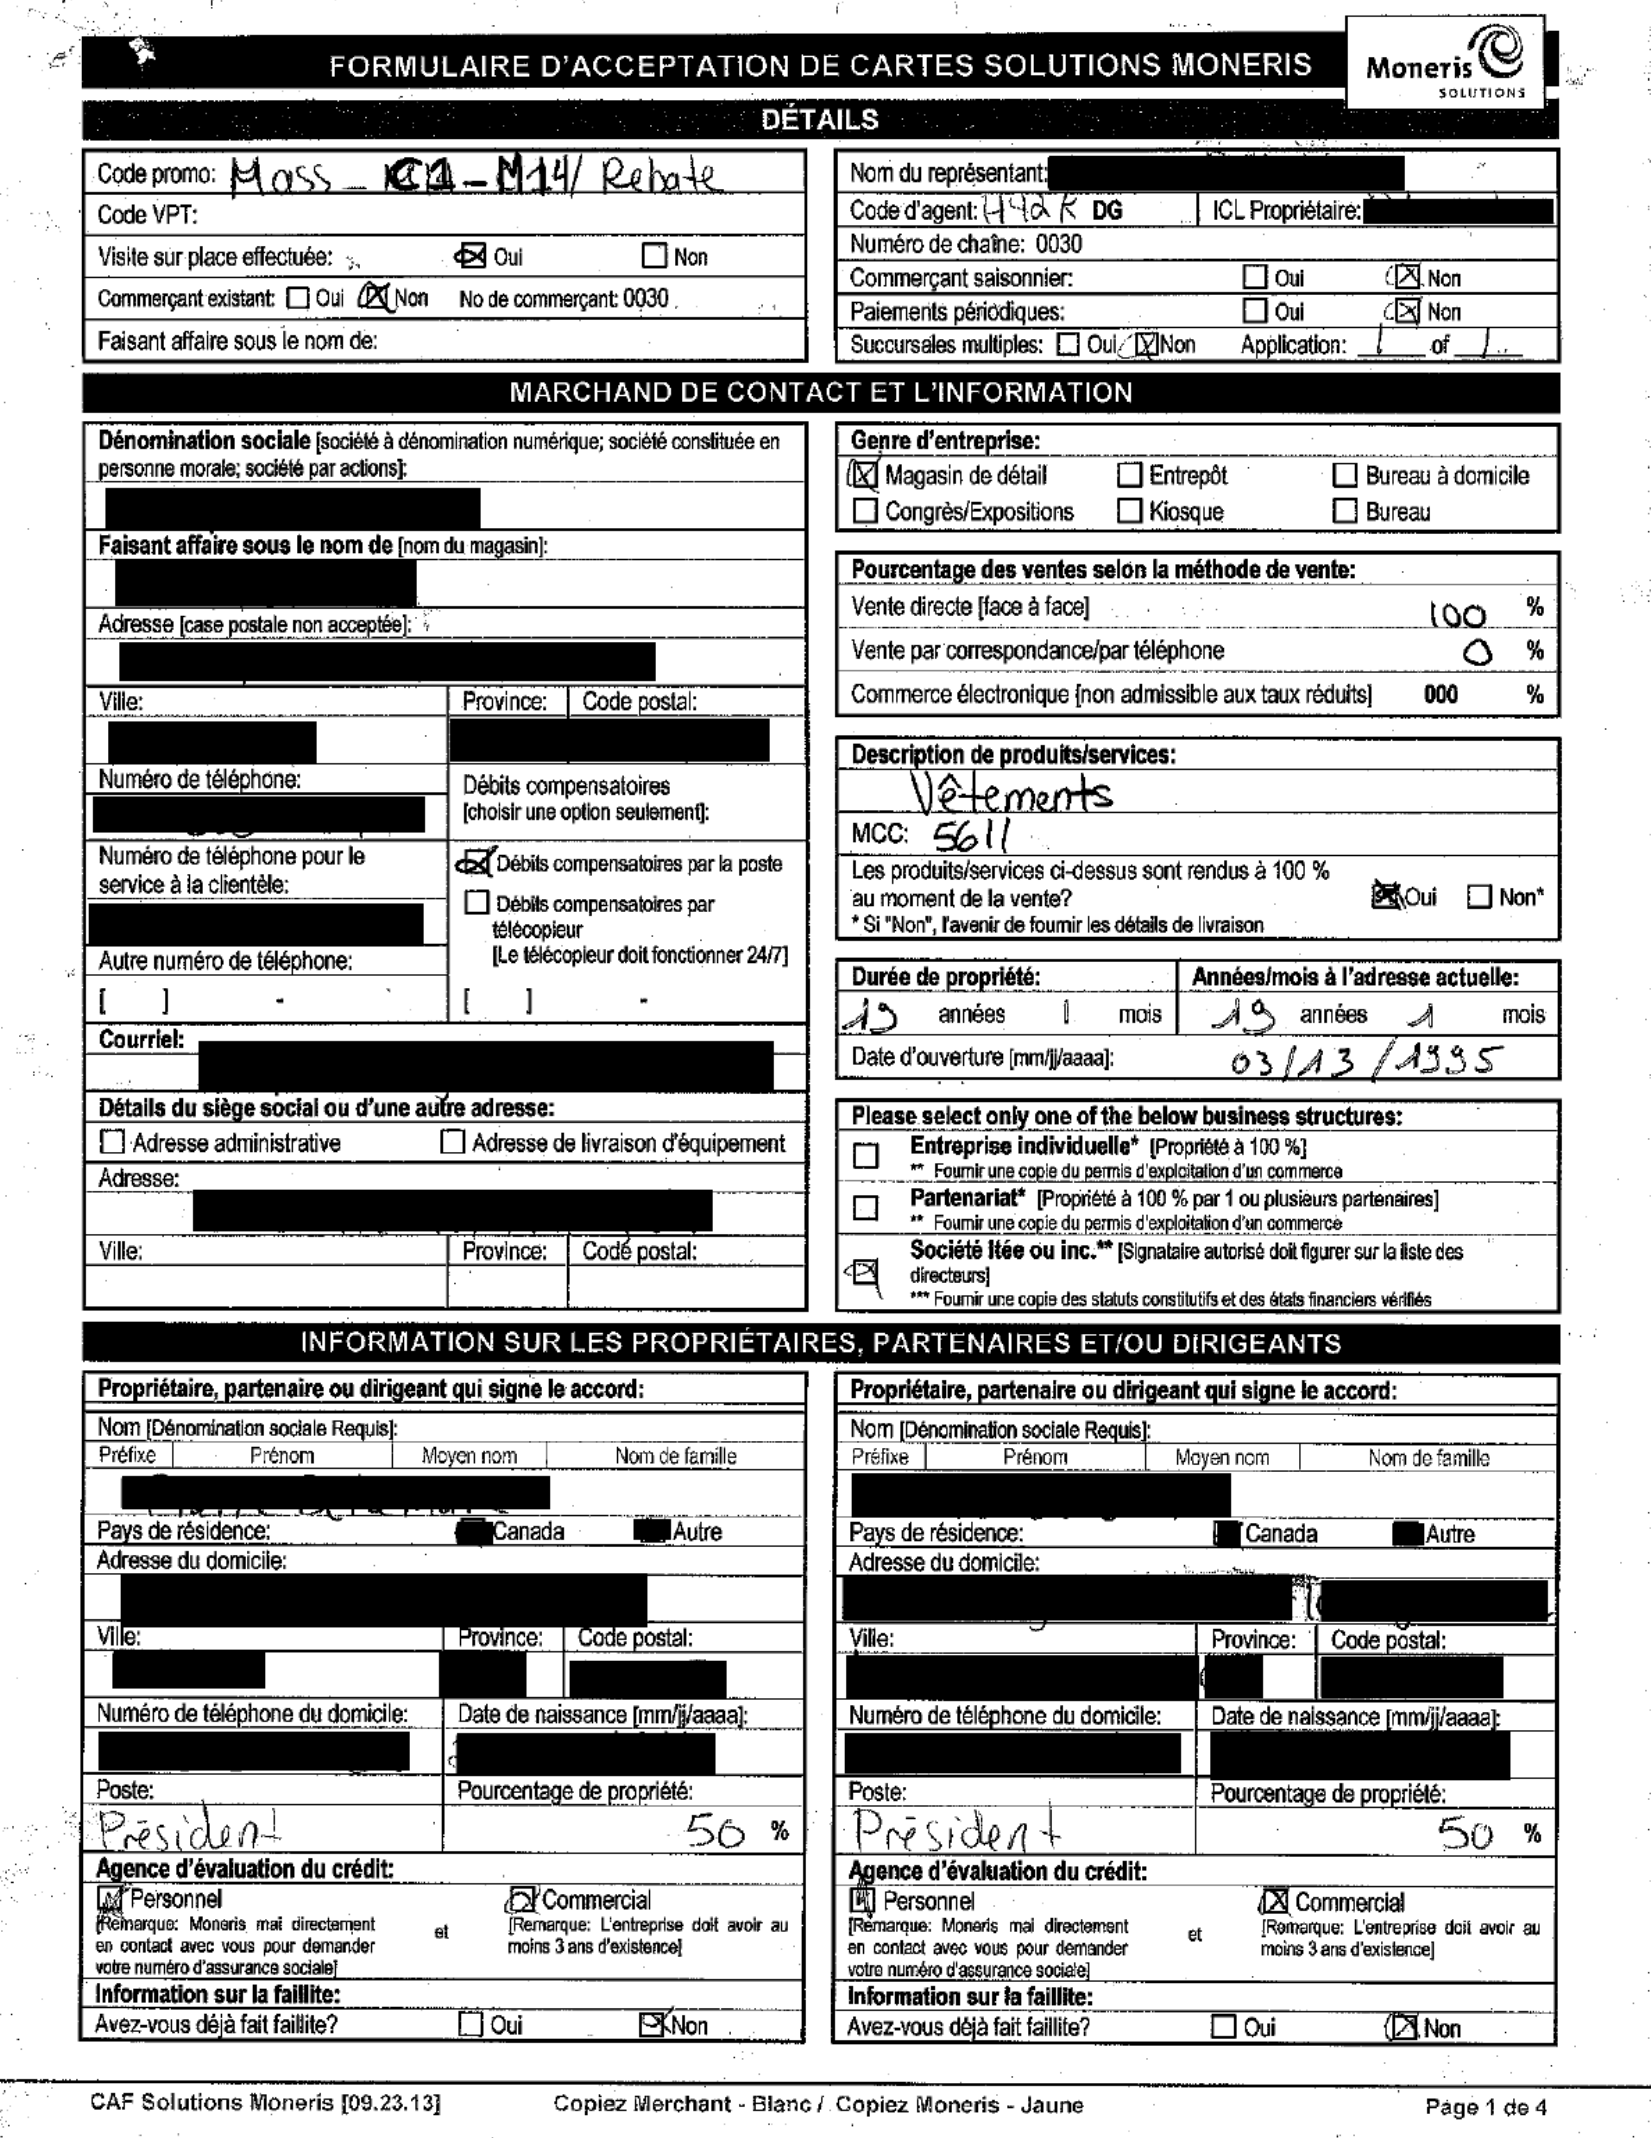 FORMULAIRE D'ACCEPTATION DE CARTES SOLUTIONS MONERIS
Moneris
SOLUTIONS
DÉTAILS
Code promo: Mass - - M14/ Rebate
Code VPT:
Visite sur place effectuée: Oui Non
Commerçant existant: Oui Non No de commerçant: 0030
Faisant affaire sous le nom de:
Nom du représentant:
Code d'agent: H42K DG ICL Propriétaire:
Numéro de chaîne: 0030
Commerçant saisonnier: Oui Non
Paiements périodiques: Oui Non
Succursales multiples: Oui Non Application: 1 of 1
MARCHAND DE CONTACT ET L'INFORMATION
Dénomination sociale [société à dénomination numérique; société constituée en
personne morale; société par actions]:
Faisant affaire sous le nom de [nom du magasin]:
Adresse [case postale non acceptée]:
Ville: Province: Code postal:
Numéro de téléphone:
Débits compensatoires
[choisir une option seulement]:
Numéro de téléphone pour le
service à la clientèle:
Débits compensatoires par la poste
Débits compensatoires par
télécopieur
[Le télécopieur doit fonctionner 24/7]
Autre numéro de téléphone:
[ ] - [ ] -
Courriel:
Détails du siège social ou d'une autre adresse:
Adresse administrative Adresse de livraison d'équipement
Adresse:
Ville: Province: Code postal:
Genre d'entreprise:
Magasin de détail Entrepôt Bureau à domicile
Congrès/Expositions Kiosque Bureau
Pourcentage des ventes selon la méthode de vente:
Vente directe [face à face] 100 %
Vente par correspondance/par téléphone 0 %
Commerce électronique [non admissible aux taux réduits] 000 %
Description de produits/services:
Vêtements
MCC: 5611
Les produits/services ci-dessus sont rendus à 100 %
au moment de la vente? Oui Non*
* Si "Non", l'avenir de fournir les détails de livraison
Durée de propriété: Années/mois à l'adresse actuelle:
19 années 1 mois 19 années 1 mois
Date d'ouverture [mm/jj/aaaa]: 03/13/1995
Please select only one of the below business structures:
Entreprise individuelle* [Propriété à 100 %]
** Fournir une copie du permis d'exploitation d'un commerce
Partenariat* [Propriété à 100 % par 1 ou plusieurs partenaires]
** Fournir une copie du permis d'exploitation d'un commerce
Société ltée ou inc.** [Signataire autorisé doit figurer sur la liste des
directeurs]
*** Fournir une copie des statuts constitutifs et des états financiers vérifiés
INFORMATION SUR LES PROPRIÉTAIRES, PARTENAIRES ET/OU DIRIGEANTS
Propriétaire, partenaire ou dirigeant qui signe le accord:
Nom [Dénomination sociale Requis]:
Préfixe Prénom Moyen nom Nom de famille
Pays de résidence: Canada Autre
Adresse du domicile:
Ville: Province: Code postal:
Numéro de téléphone du domicile: Date de naissance [mm/jj/aaaa]:
Poste: Pourcentage de propriété:
Président 50 %
Agence d'évaluation du crédit:
Personnel Commercial
[Remarque: Moneris mai directement
en contact avec vous pour demander
votre numéro d'assurance sociale]
et
[Remarque: L'entreprise doit avoir au
moins 3 ans d'existence]
Information sur la faillite:
Avez-vous déjà fait faillite? Oui Non
Propriétaire, partenaire ou dirigeant qui signe le accord:
Nom [Dénomination sociale Requis]:
Préfixe Prénom Moyen nom Nom de famille
Pays de résidence: Canada Autre
Adresse du domicile:
Ville: Province: Code postal:
Numéro de téléphone du domicile: Date de naissance [mm/jj/aaaa]:
Poste: Pourcentage de propriété:
Président 50 %
Agence d'évaluation du crédit:
Personnel Commercial
[Remarque: Moneris mai directement
en contact avec vous pour demander
votre numéro d'assurance sociale]
et
[Remarque: L'entreprise doit avoir au
moins 3 ans d'existence]
Information sur la faillite:
Avez-vous déjà fait faillite? Oui Non
CAF Solutions Moneris [09.23.13] Copiez Merchant - Blanc / Copiez Moneris - Jaune Page 1 de 4